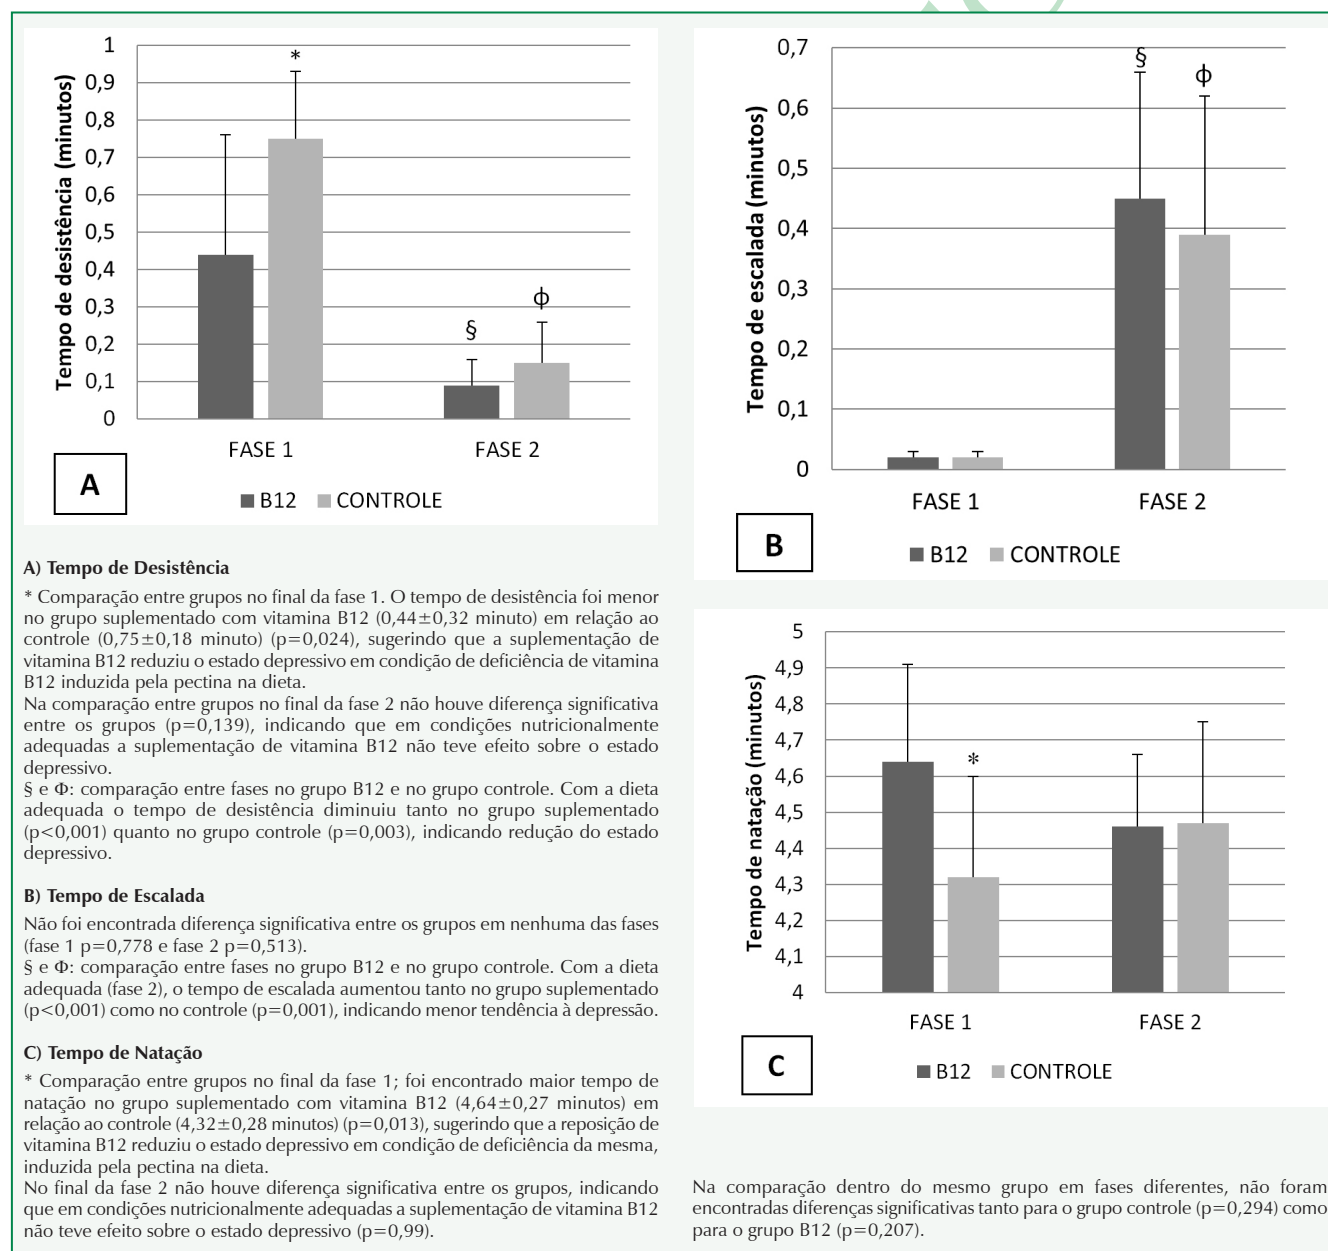 1
0,9
0,8
0,7
0,6
0,5
0,4
0,3
0,2
0,1
0
Tempo de desistência (minutos)
*
§
ϕ
FASE 1 FASE 2
A
B12 CONTROLE
0,7
0,6
0,5
0,4
0,3
0,2
0,1
0
Tempo de escalada (minutos)
§
ϕ
FASE 1 FASE 2
B
B12 CONTROLE
A) Tempo de Desistência
* Comparação entre grupos no final da fase 1. O tempo de desistência foi menor
no grupo suplementado com vitamina B12 (0,44±0,32 minuto) em relação ao
controle (0,75±0,18 minuto) (p=0,024), sugerindo que a suplementação de
vitamina B12 reduziu o estado depressivo em condição de deficiência de vitamina
B12 induzida pela pectina na dieta.
Na comparação entre grupos no final da fase 2 não houve diferença significativa
entre os grupos (p=0,139), indicando que em condições nutricionalmente
adequadas a suplementação de vitamina B12 não teve efeito sobre o estado
depressivo.
§ e Φ: comparação entre fases no grupo B12 e no grupo controle. Com a dieta
adequada o tempo de desistência diminuiu tanto no grupo suplementado
(p<0,001) quanto no grupo controle (p=0,003), indicando redução do estado
depressivo.
B) Tempo de Escalada
Não foi encontrada diferença significativa entre os grupos em nenhuma das fases
(fase 1 p=0,778 e fase 2 p=0,513).
§ e Φ: comparação entre fases no grupo B12 e no grupo controle. Com a dieta
adequada (fase 2), o tempo de escalada aumentou tanto no grupo suplementado
(p<0,001) como no controle (p=0,001), indicando menor tendência à depressão.
C) Tempo de Natação
* Comparação entre grupos no final da fase 1; foi encontrado maior tempo de
natação no grupo suplementado com vitamina B12 (4,64±0,27 minutos) em
relação ao controle (4,32±0,28 minutos) (p=0,013), sugerindo que a reposição de
vitamina B12 reduziu o estado depressivo em condição de deficiência da mesma,
induzida pela pectina na dieta.
No final da fase 2 não houve diferença significativa entre os grupos, indicando
que em condições nutricionalmente adequadas a suplementação de vitamina B12
não teve efeito sobre o estado depressivo (p=0,99).
5
4,9
4,8
4,7
4,6
4,5
4,4
4,3
4,2
4,1
4
Tempo de natação (minutos)
*
FASE 1 FASE 2
C
B12 CONTROLE
Na comparação dentro do mesmo grupo em fases diferentes, não foram
encontradas diferenças significativas tanto para o grupo controle (p=0,294) como
para o grupo B12 (p=0,207).